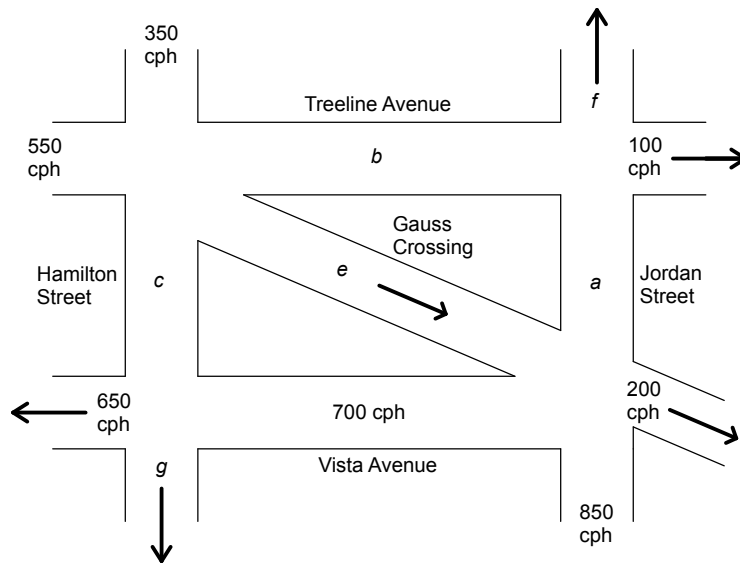 350
cph
f
Treeline Avenue
550
cph
b
100
cph
Gauss
Crossing
Hamilton
Street
c
e
a
Jordan
Street
650
cph
700 cph
200
cph
g
Vista Avenue
850
cph